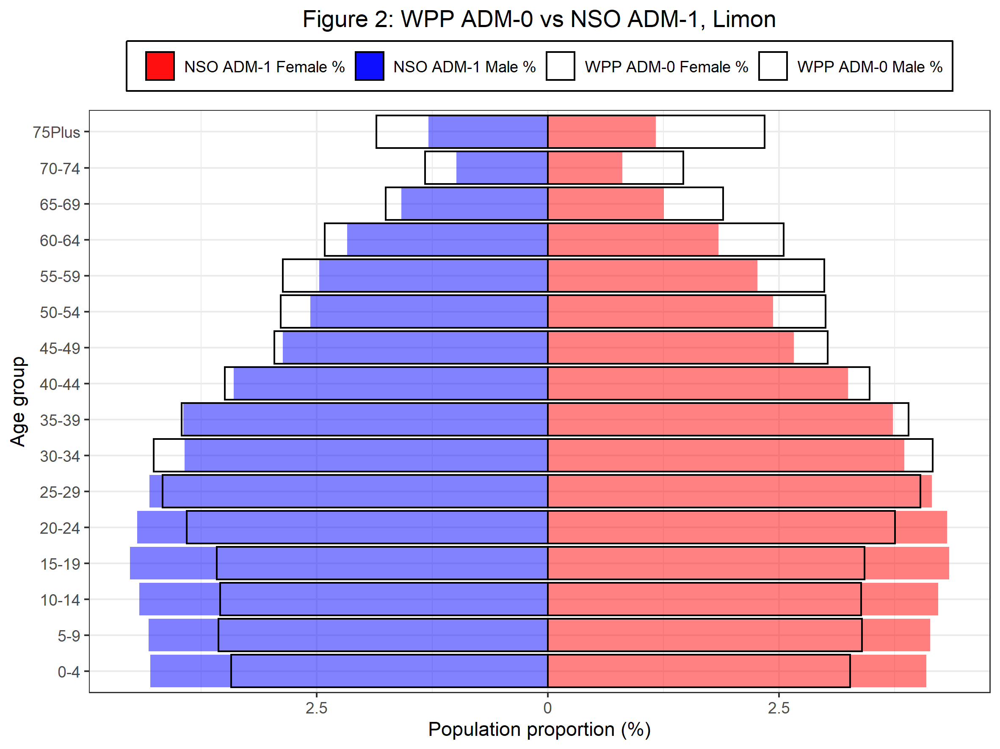 Figure 2: WPP ADM-0 vs NSO ADM-1, Limon
NSO ADM-1 Female % NSO ADM-1 Male % WPP ADM-0 Female % WPP ADM-0 Male %
75Plus
70-74
65-69
60-64
55-59
50-54
45-49
40-44
35-39
30-34
25-29
20-24
15-19
10-14
5-9
0-4
Age group
2.5 0 2.5
Population proportion (%)